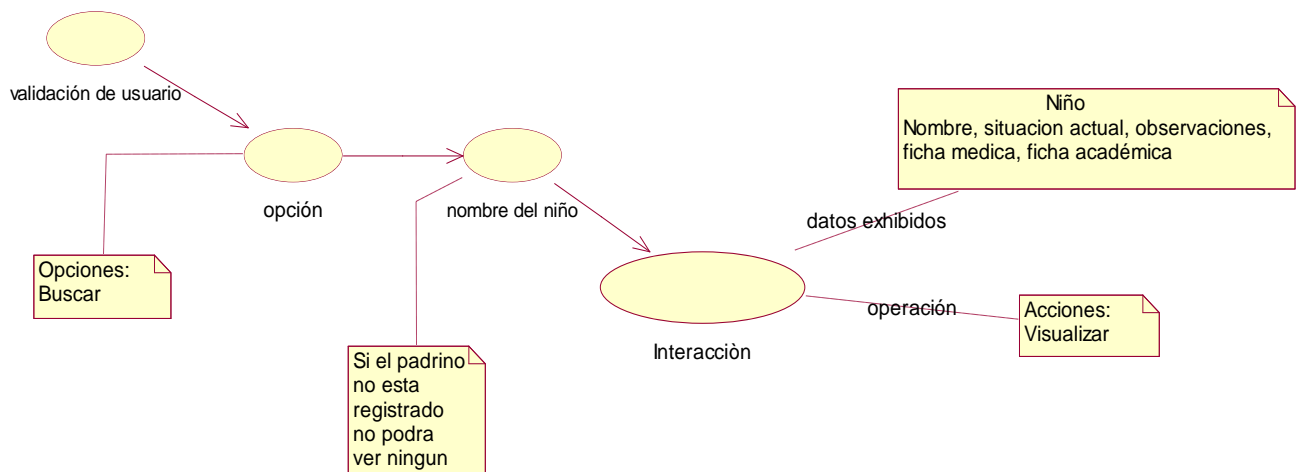 validación de usuario
opción
nombre del niño
Interacciòn
Niño
Nombre, situacion actual, observaciones,
ficha medica, ficha académica
datos exhibidos
operación
Acciones:
Visualizar
Opciones:
Buscar
Si el padrino
no esta
registrado
no podra
ver ningun